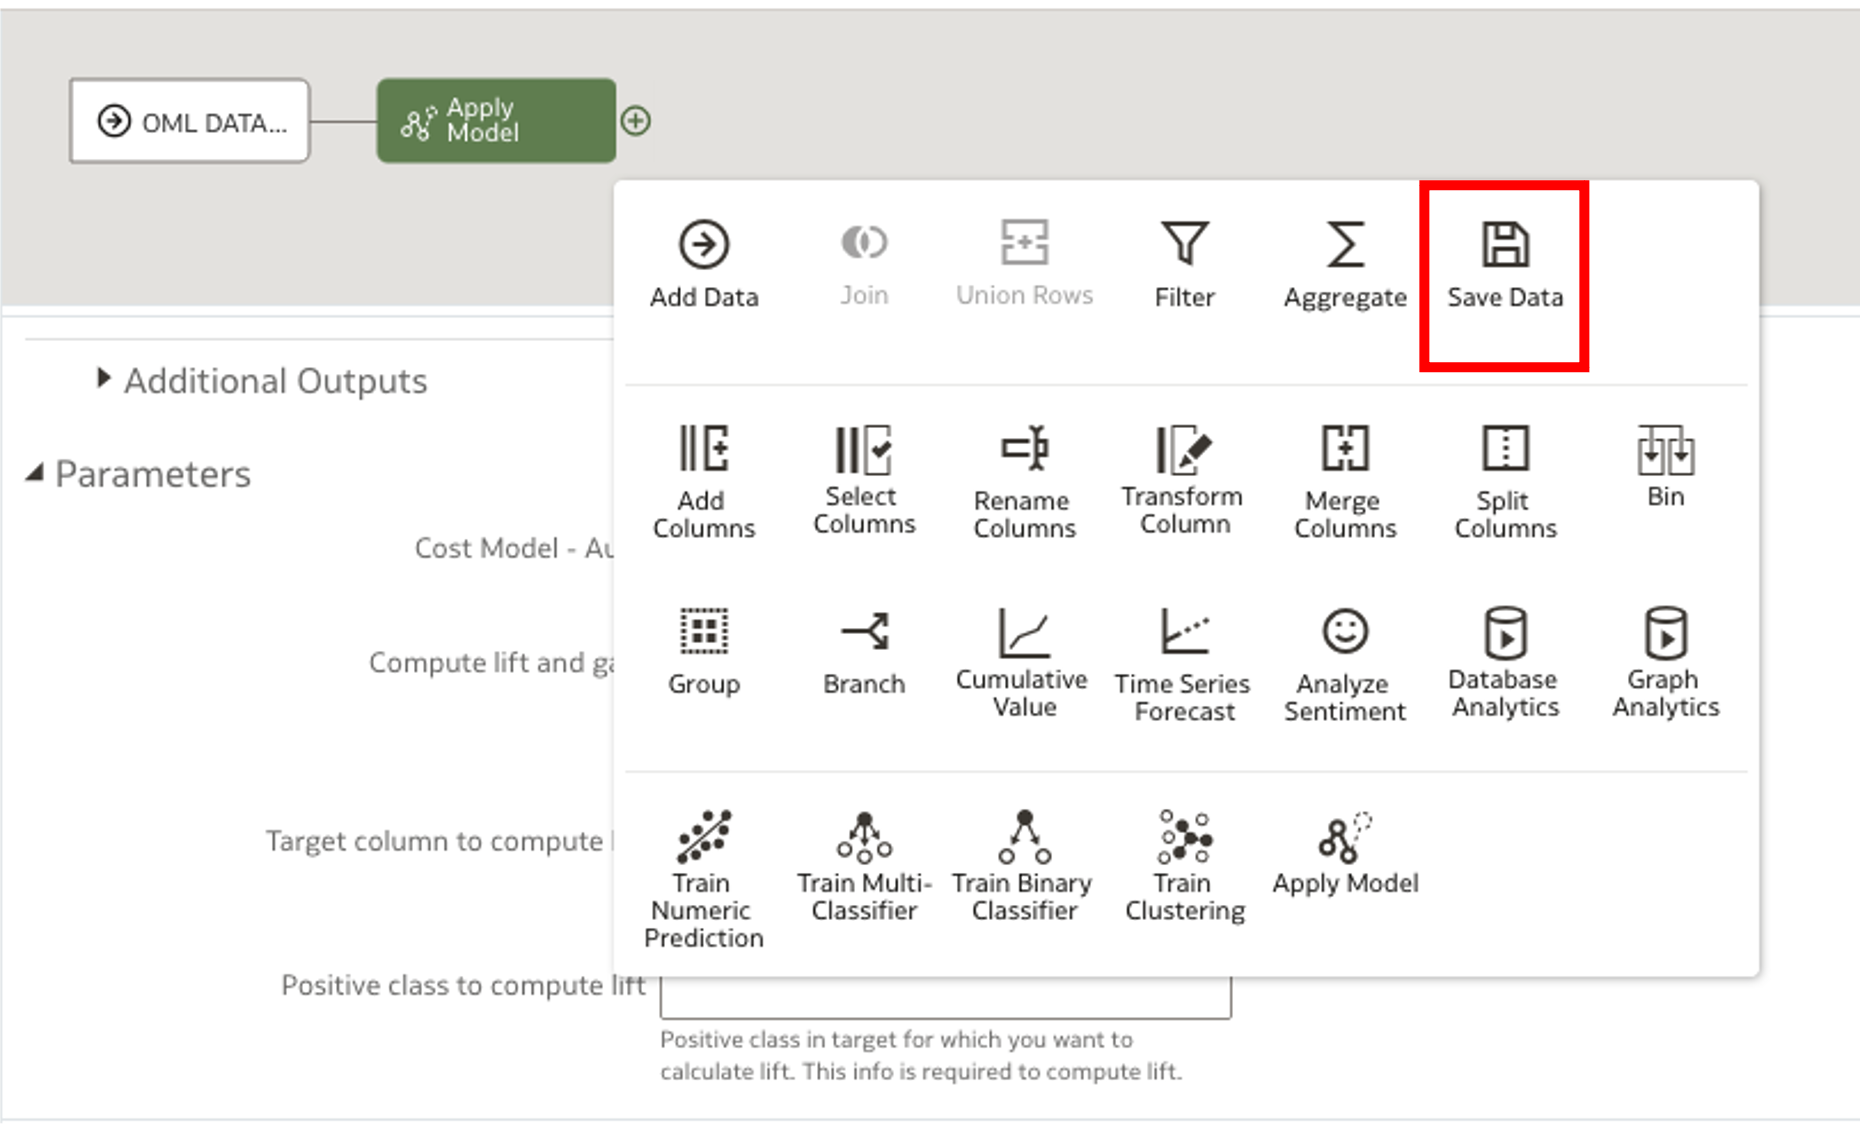 OML DATA...
Apply
Model
Add Data
Join
Union Rows
Filter
Aggregate
Save Data
Additional Outputs
Parameters
Cost Model - Au
Compute lift and ga
Target column to compute l
Positive class to compute lift
Add
Columns
Select
Columns
Rename
Columns
Transform
Column
Merge
Columns
Split
Columns
Bin
Group
Branch
Cumulative
Value
Time Series
Forecast
Analyze
Sentiment
Database
Analytics
Graph
Analytics
Train
Numeric
Prediction
Train Multi-
Classifier
Train Binary
Classifier
Train
Clustering
Apply Model
Positive class in target for which you want to
calculate lift. This info is required to compute lift.